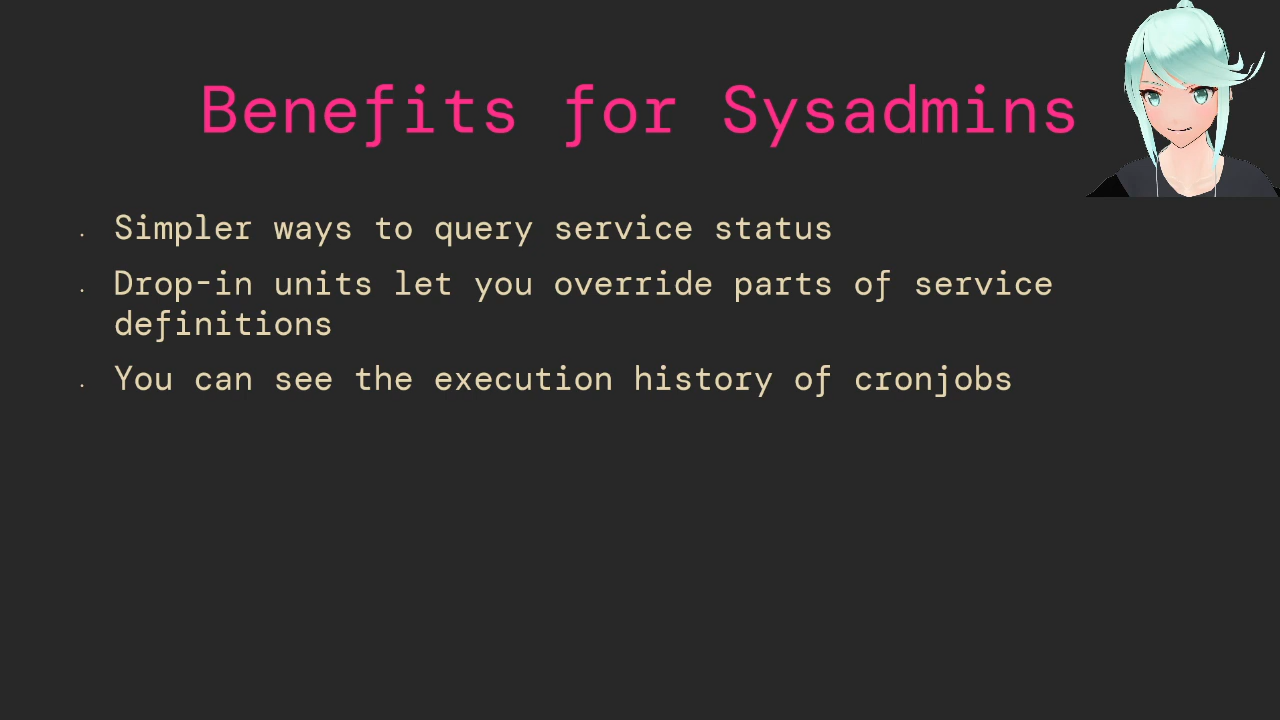 Benefits for Sysadmins
· Simpler ways to query service status
· Drop-in units let you override parts of service
definitions
· You can see the execution history of cronjobs